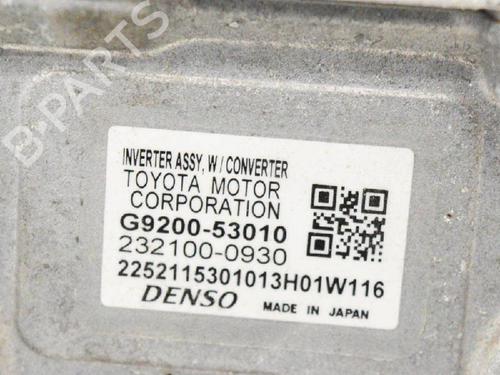 B-PARTS
INVERTER ASSY, W/CONVERTER
TOYOTA MOTOR
CORPORATION
G9200-53010
232100-0930
2252115301013H01W116
DENSO MADE IN JAPAN